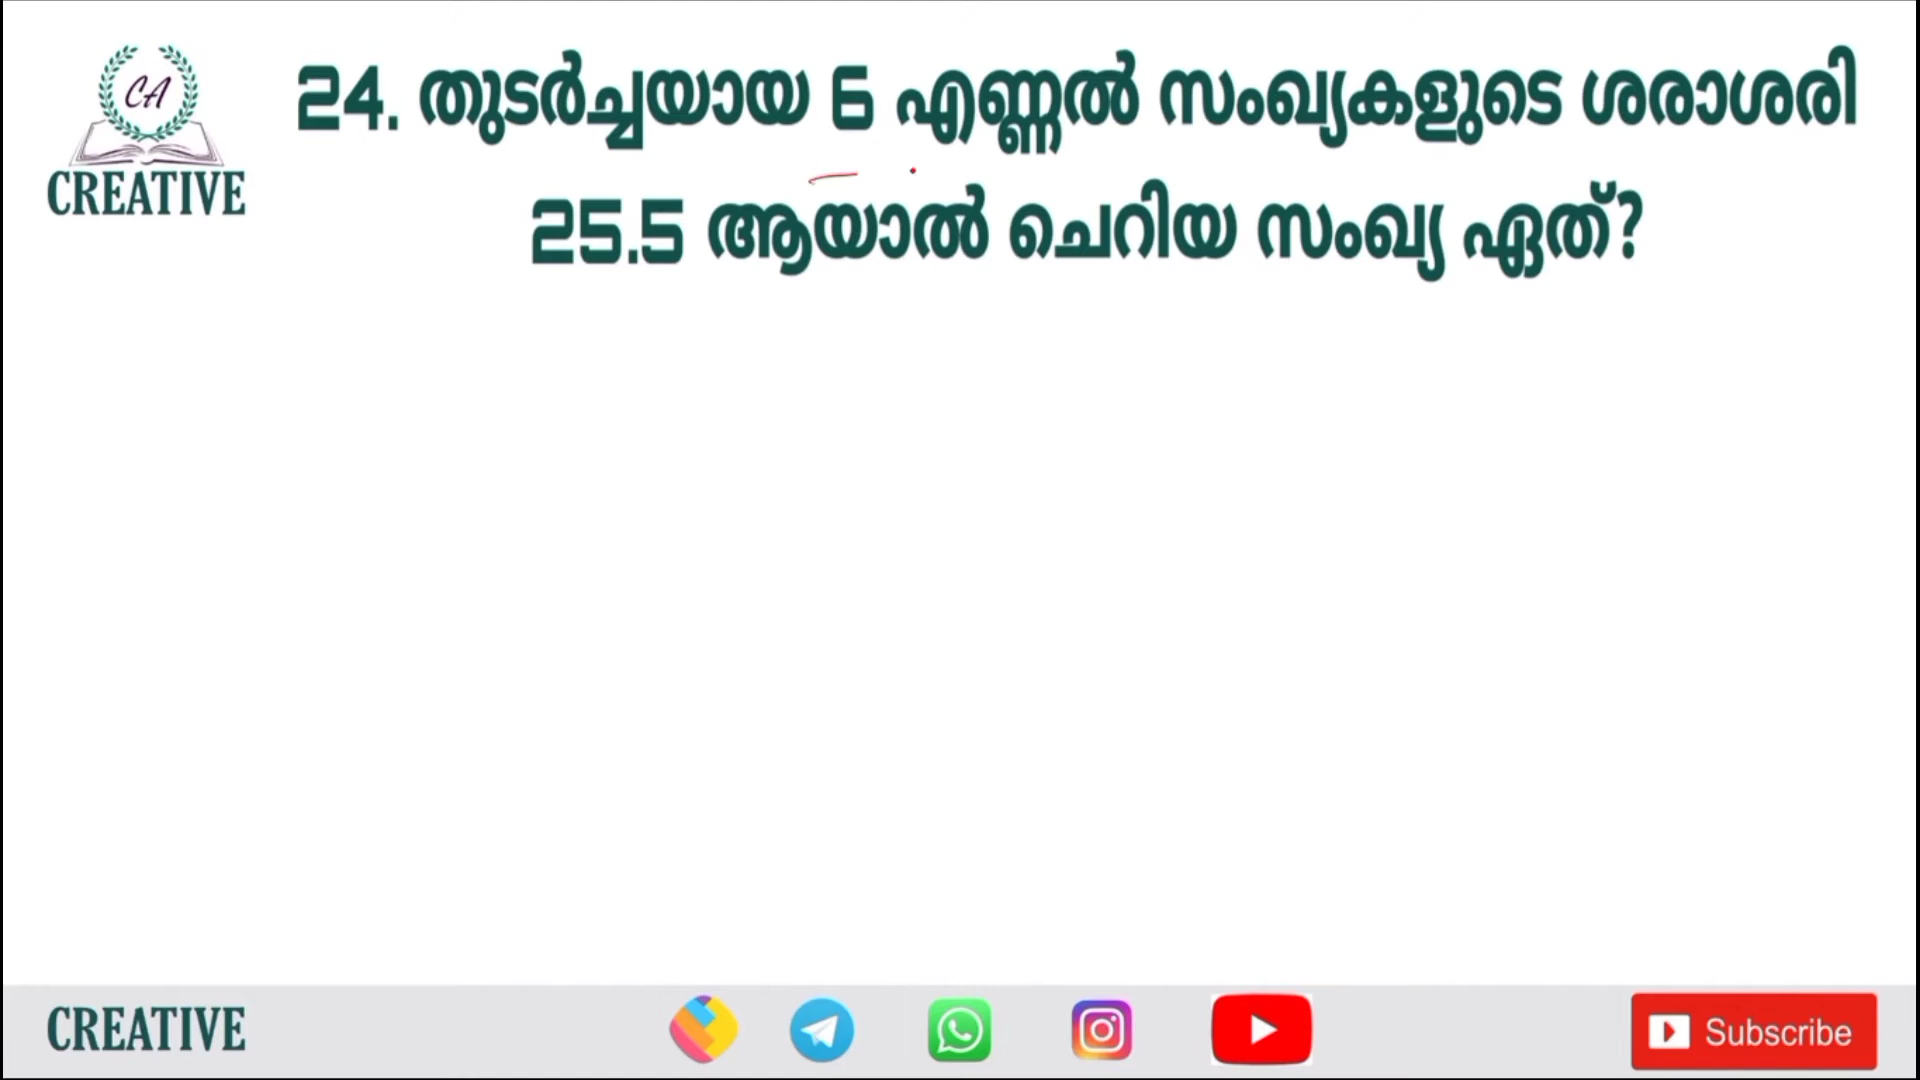 CA
CREATIVE
24. തുടർച്ചയായ 6 എണ്ണൽ സംഖ്യകളുടെ ശരാശരി
25.5 ആയാൽ ചെറിയ സംഖ്യ ഏത്?
CREATIVE
Subscribe